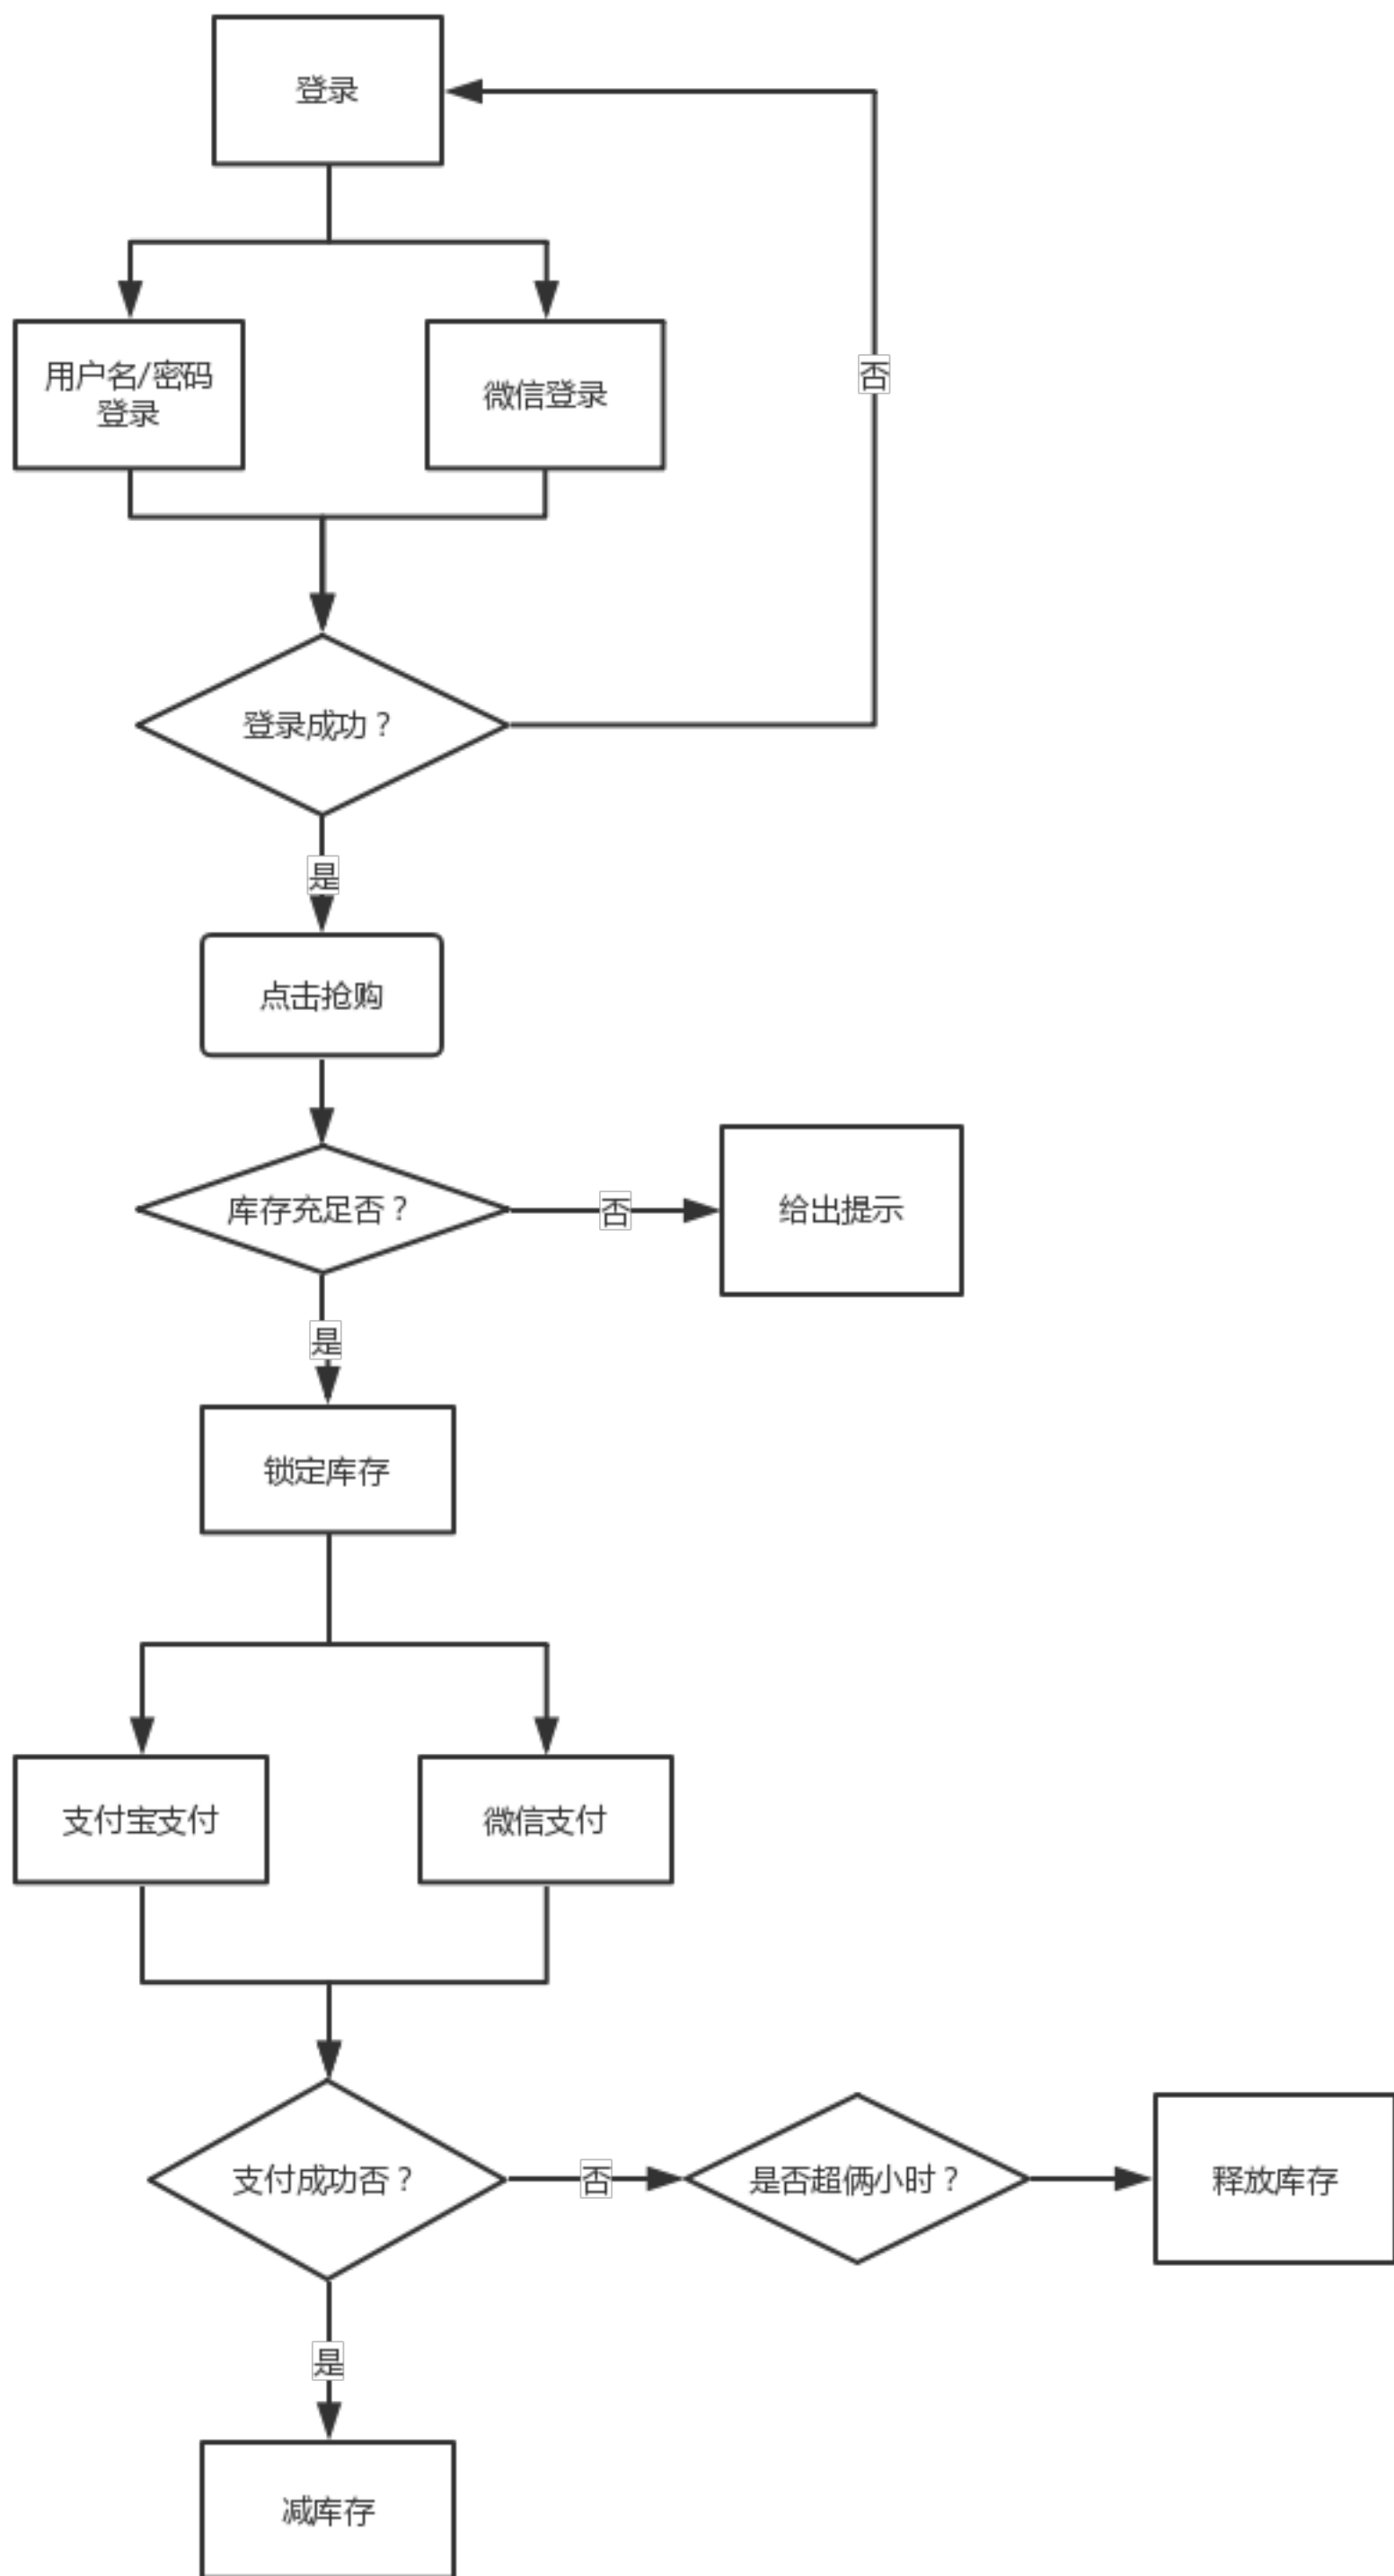 登录
用户名/密码
登录
微信登录
否
登录成功？
是
点击抢购
库存充足否？
否
给出提示
是
锁定库存
支付宝支付
微信支付
支付成功否？
否
是否超俩小时？
释放库存
是
减库存